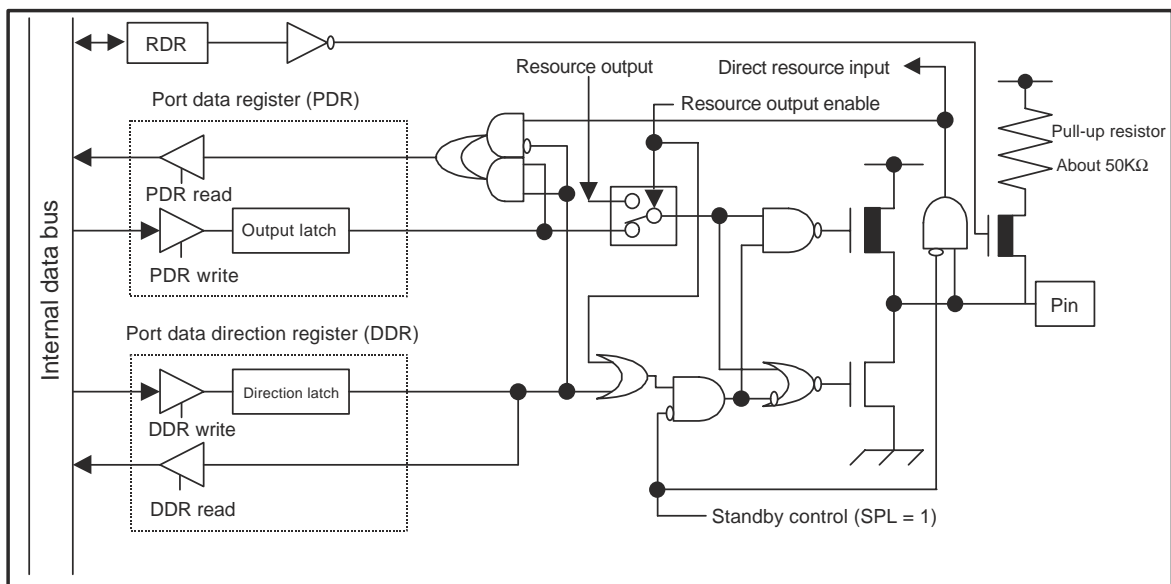 RDR
Resource output
Direct resource input
Port data register (PDR)
Resource output enable
Pull-up resistor
About 50KΩ
PDR read
Output latch
PDR write
Internal data bus
Pin
Port data direction register (DDR)
Direction latch
DDR write
DDR read
Standby control (SPL = 1)